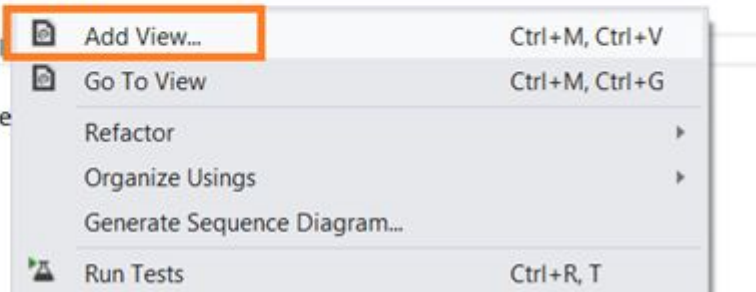 Add View... Ctrl+M, Ctrl+V
Go To View Ctrl+M, Ctrl+G
Refactor
Organize Usings
Generate Sequence Diagram...
Run Tests Ctrl+R, T